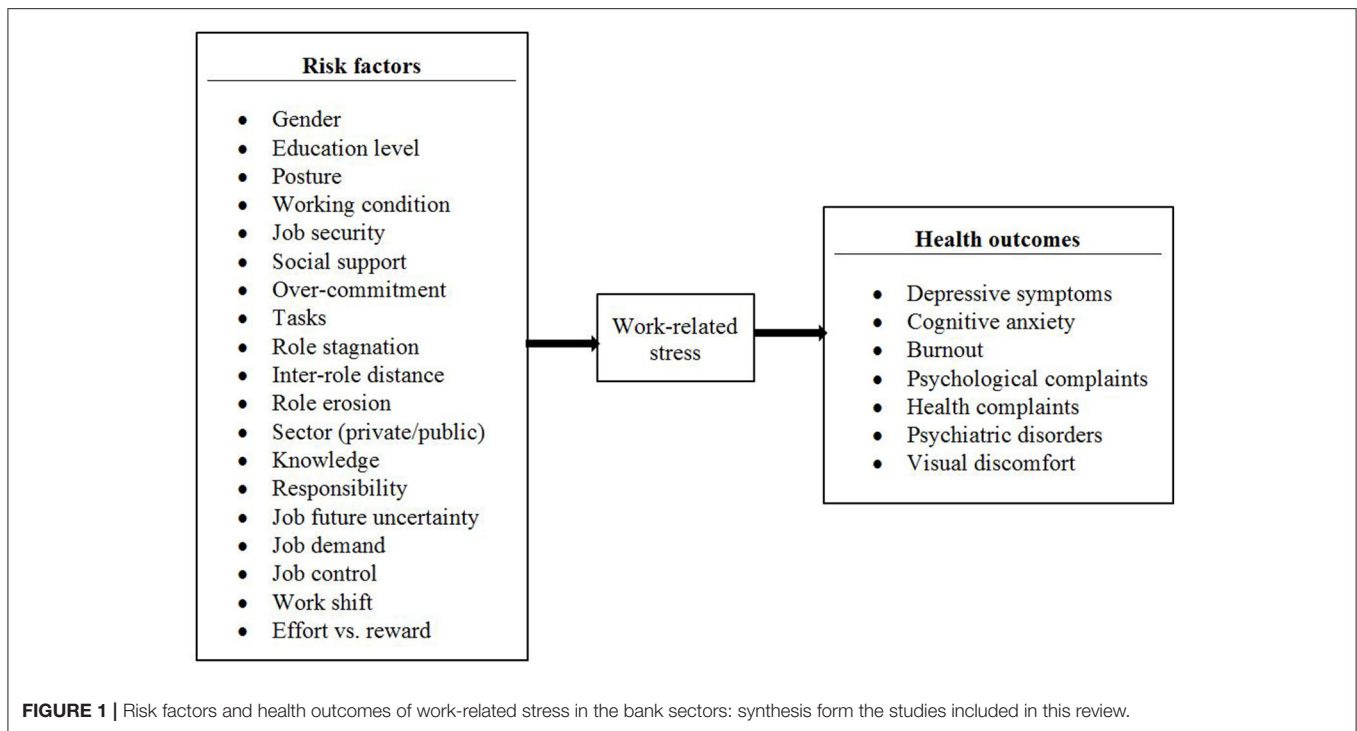 Risk factors
• Gender
• Education level
• Posture
• Working condition
• Job security
• Social support
• Over-commitment
• Tasks
• Role stagnation
• Inter-role distance
• Role erosion
• Sector (private/public)
• Knowledge
• Responsibility
• Job future uncertainty
• Job demand
• Job control
• Work shift
• Effort vs. reward
Work-related
stress
Health outcomes
• Depressive symptoms
• Cognitive anxiety
• Burnout
• Psychological complaints
• Health complaints
• Psychiatric disorders
• Visual discomfort
FIGURE 1 | Risk factors and health outcomes of work-related stress in the bank sectors: synthesis form the studies included in this review.